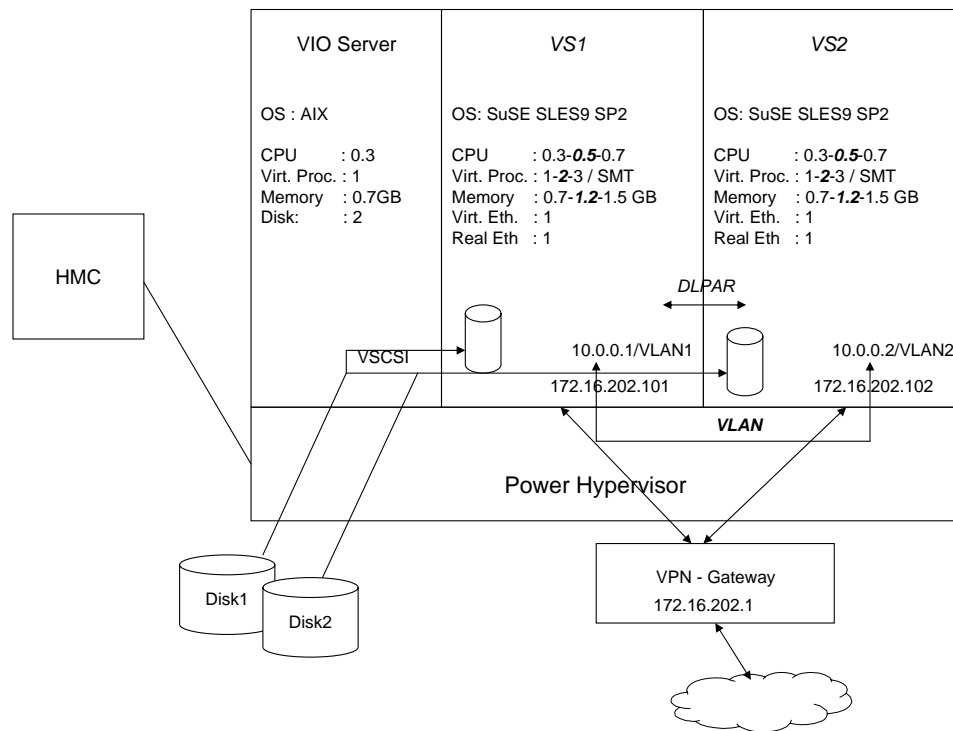 VIO Server
OS : AIX
CPU : 0.3
Virt. Proc. : 1
Memory : 0.7GB
Disk: : 2
VS1
OS: SuSE SLES9 SP2
CPU : 0.3-0.5-0.7
Virt. Proc. : 1-2-3 / SMT
Memory : 0.7-1.2-1.5 GB
Virt. Eth. : 1
Real Eth : 1
VS2
OS: SuSE SLES9 SP2
CPU : 0.3-0.5-0.7
Virt. Proc. : 1-2-3 / SMT
Memory : 0.7-1.2-1.5 GB
Virt. Eth. : 1
Real Eth : 1
HMC
DLPAR
VSCSI
10.0.0.1/VLAN1
10.0.0.2/VLAN2
172.16.202.101
172.16.202.102
VLAN
Power Hypervisor
Disk1
Disk2
VPN - Gateway
172.16.202.1